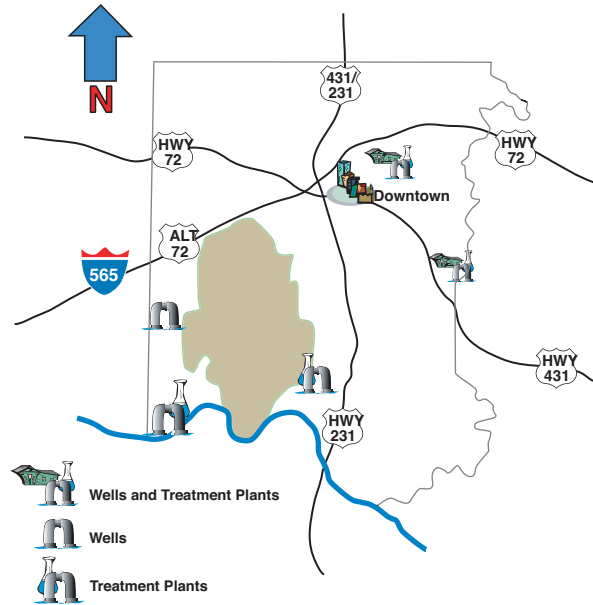 N
431/
231
HWY
72
HWY
72
Downtown
ALT
72
565
HWY
431
HWY
231
Wells and Treatment Plants
Wells
Treatment Plants